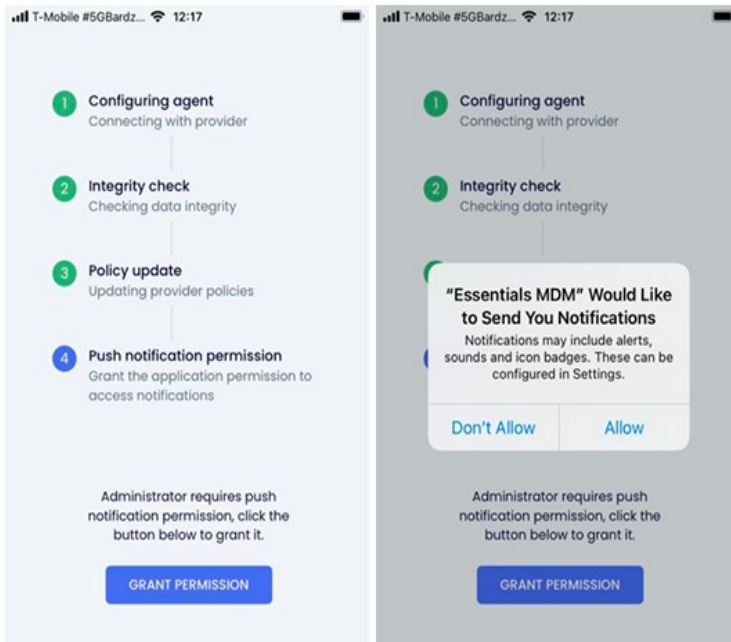 T-Mobile #5GBardz... 12:17
1 Configuring agent
Connecting with provider
2 Integrity check
Checking data integrity
3 Policy update
Updating provider policies
4 Push notification permission
Grant the application permission to
access notifications
Administrator requires push
notification permission, click the
button below to grant it.
GRANT PERMISSION
T-Mobile #5GBardz... 12:17
1 Configuring agent
Connecting with provider
2 Integrity check
Checking data integrity
“Essentials MDM” Would Like
to Send You Notifications
Notifications may include alerts,
sounds and icon badges. These can be
configured in Settings.
Don’t Allow
Allow
Administrator requires push
notification permission, click the
button below to grant it.
GRANT PERMISSION